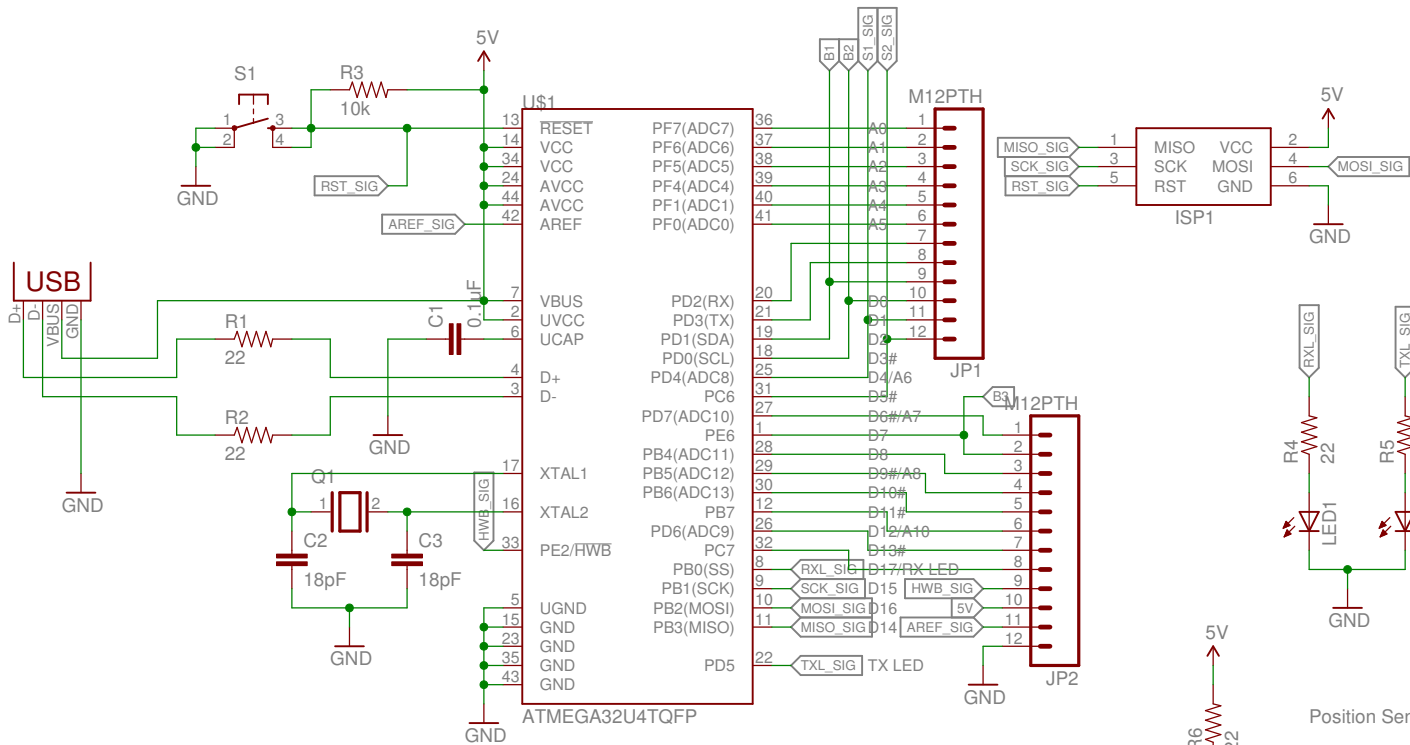 5V
S1
R3
10k
1
2
3
4
GND
RST_SIG
AREF_SIG
U$1
13 RESET
14 VCC
34 VCC
24 AVCC
44 AVCC
42 AREF
7 VBUS
2 UVCC
6 UCAP
4 D+
3 D-
17 XTAL1
16 XTAL2
33 PE2/HWB
5 UGND
15 GND
23 GND
35 GND
43 GND
ATMEGA32U4TQFP
GND
PF7(ADC7) 36 A0
PF6(ADC6) 37 A1
PF5(ADC5) 38 A2
PF4(ADC4) 39 A3
PF1(ADC1) 40 A4
PF0(ADC0) 41 A5
PD2(RX) 20 D0
PD3(TX) 21 D1
PD1(SDA) 19 D2
PD0(SCL) 18 D3#
PD4(ADC8) 25 D4/A6
PC6 31 D5#
PD7(ADC10) 27 D6#/A7
PE6 1 D7
PB4(ADC11) 28 D8
PB5(ADC12) 29 D9#/A8
PB6(ADC13) 30 D10#
PB7 12 D11#
PD6(ADC9) 26 D12/A10
PC7 32 D13#
PB0(SS) 8 RXL_SIG D17/RX LED
PB1(SCK) 9 SCK_SIG D15
PB2(MOSI) 10 MOSI_SIG D16
PB3(MISO) 11 MISO_SIG D14
PD5 22 TXL_SIG TX LED
USB
D+
D-
VBUS
GND
R1
22
R2
22
GND
C1
0.1uF
GND
Q1
1
2
C2
18pF
C3
18pF
GND
HWB_SIG
B1
B2
S1_SIG
S2_SIG
M12PTH
1
2
3
4
5
6
7
8
9
10
11
12
JP1
B3
M12PTH
1
2
3
4
5
6
7
8
9 HWB_SIG
10 5V
11 AREF_SIG
12
JP2
GND
5V
MISO_SIG 1 MISO VCC 2
SCK_SIG 3 SCK MOSI 4 MOSI_SIG
RST_SIG 5 RST GND 6
ISP1
GND
RXL_SIG
R4
22
LED1
TXL_SIG
R5
GND
5V
R6
22
Position Ser